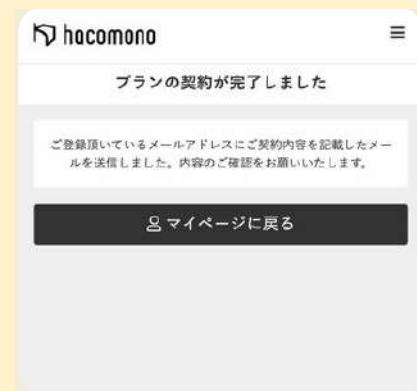 hacomono
プランの契約が完了しました
ご登録頂いているメールアドレスにご契約内容を記載したメー
ルを送信しました。内容のご確認をお願いいたします。
マイページに戻る